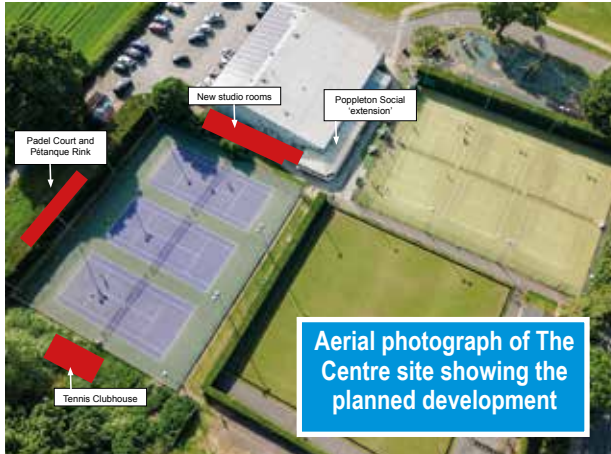 New studio rooms
Poppleton Social
'extension'
Padel Court and
Pétanque Rink
Tennis Clubhouse
Aerial photograph of The
Centre site showing the
planned development